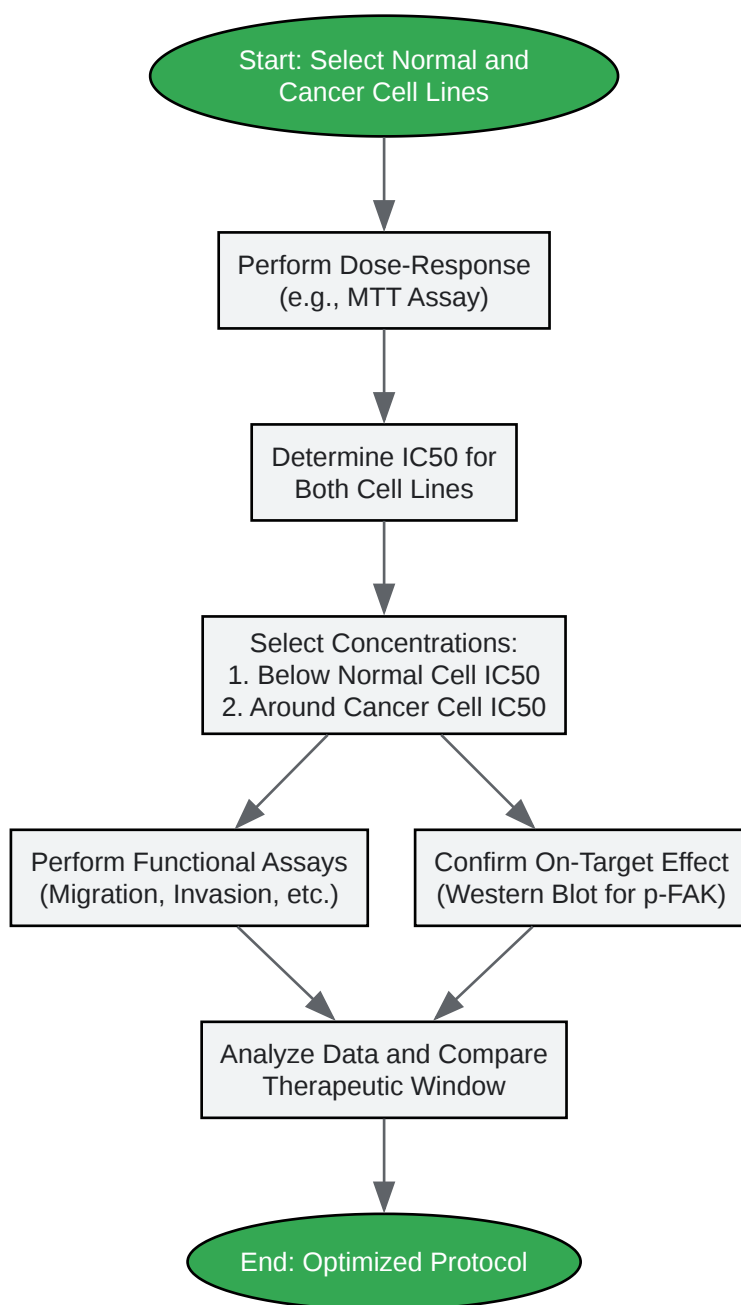 Start: Select Normal and
Cancer Cell Lines
Perform Dose-Response
(e.g., MTT Assay)
Determine IC50 for
Both Cell Lines
Select Concentrations:
1. Below Normal Cell IC50
2. Around Cancer Cell IC50
Perform Functional Assays
(Migration, Invasion, etc.)
Confirm On-Target Effect
(Western Blot for p-FAK)
Analyze Data and Compare
Therapeutic Window
End: Optimized Protocol